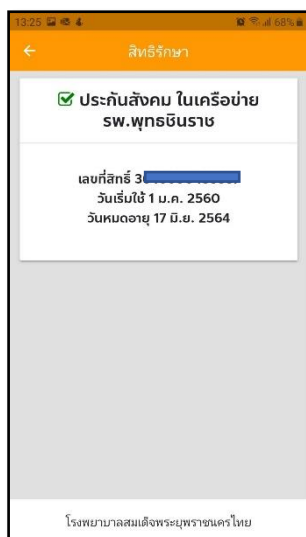 13:25 68%
สิทธิรักษา
ประกันสังคม ในเครือข่าย
รพ.พุทธชินราช
เลขที่สิทธิ์ 3
วันเริ่มใช้ 1 ม.ค. 2560
วันหมดอายุ 17 มิ.ย. 2564
โรงพยาบาลสมเด็จพระยุพราชนครไทย